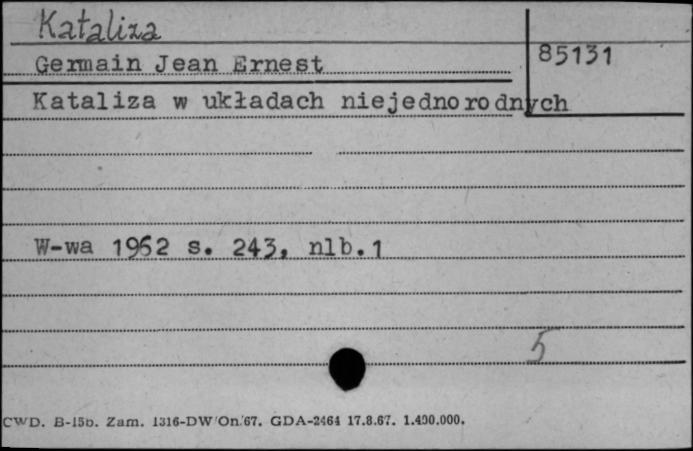 Kataliza
Germain Jean Ernest
85131
Kataliza w układach niejednorodnych
W-wa 1962 s. 243, nlb.1
5
CWD. B-15b. Zam. 1316-DW/On/67. GDA-2464 17.8.67. 1.400.000.